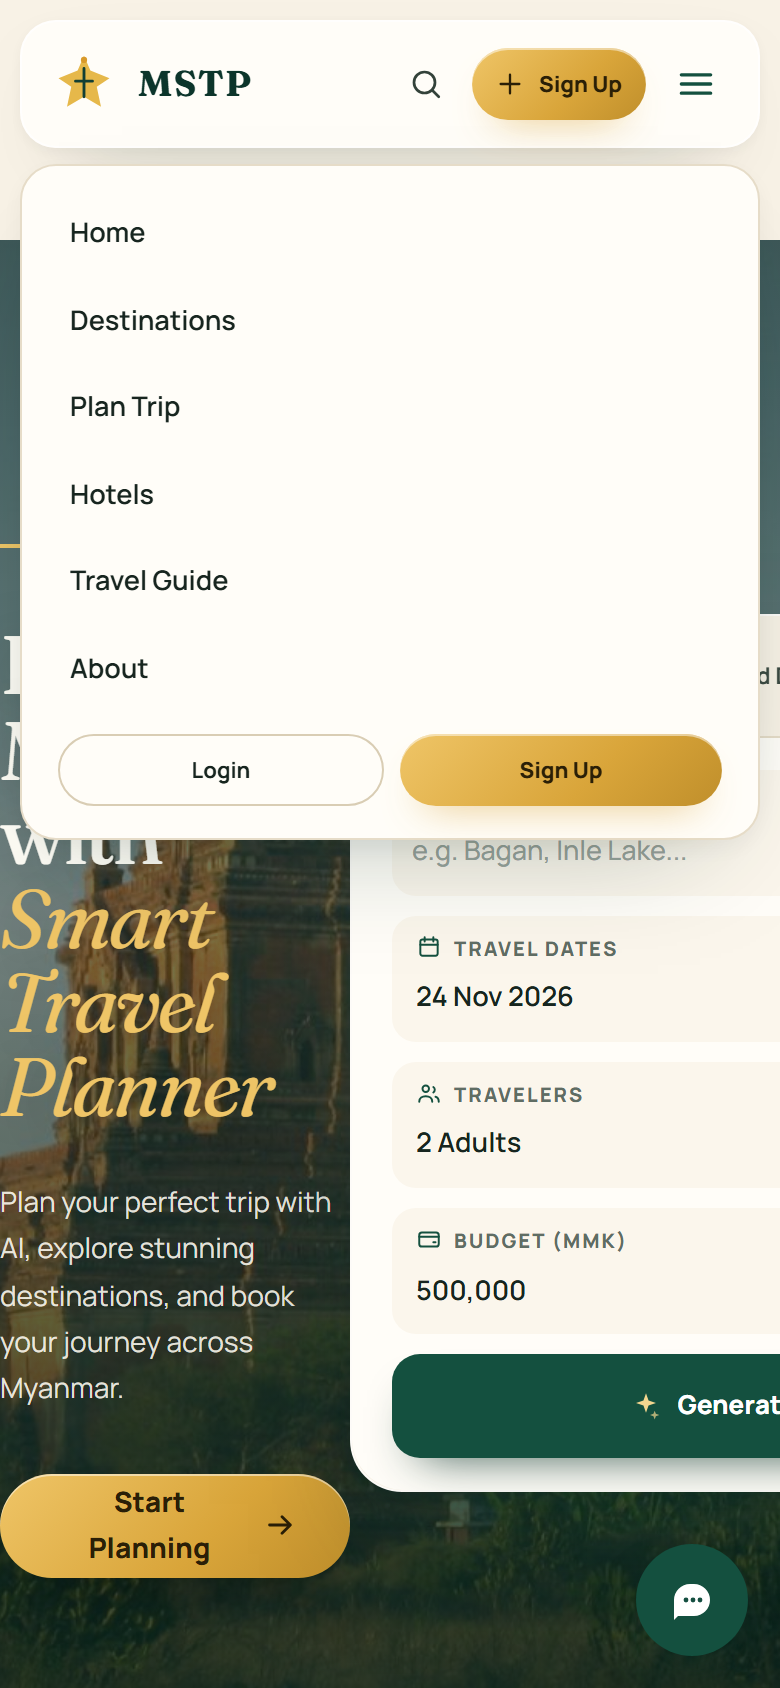 MSTP
Sign Up
Home
Destinations
Plan Trip
Hotels
Travel Guide
About
Login
Sign Up
with
Smart
Travel
Planner
Plan your perfect trip with
AI, explore stunning
destinations, and book
your journey across
Myanmar.
Start
Planning
e.g. Bagan, Inle Lake...
TRAVEL DATES
24 Nov 2026
TRAVELERS
2 Adults
BUDGET (MMK)
500,000